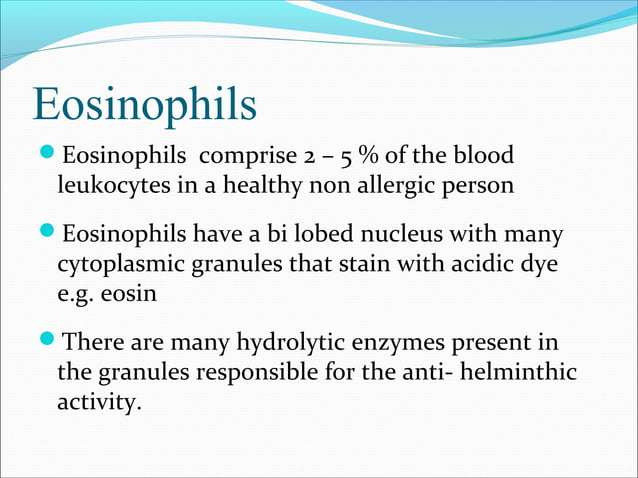 Eosinophils
Eosinophils comprise 2 – 5 % of the blood
leukocytes in a healthy non allergic person
Eosinophils have a bi lobed nucleus with many
cytoplasmic granules that stain with acidic dye
e.g. eosin
There are many hydrolytic enzymes present in
the granules responsible for the anti- helminthic
activity.